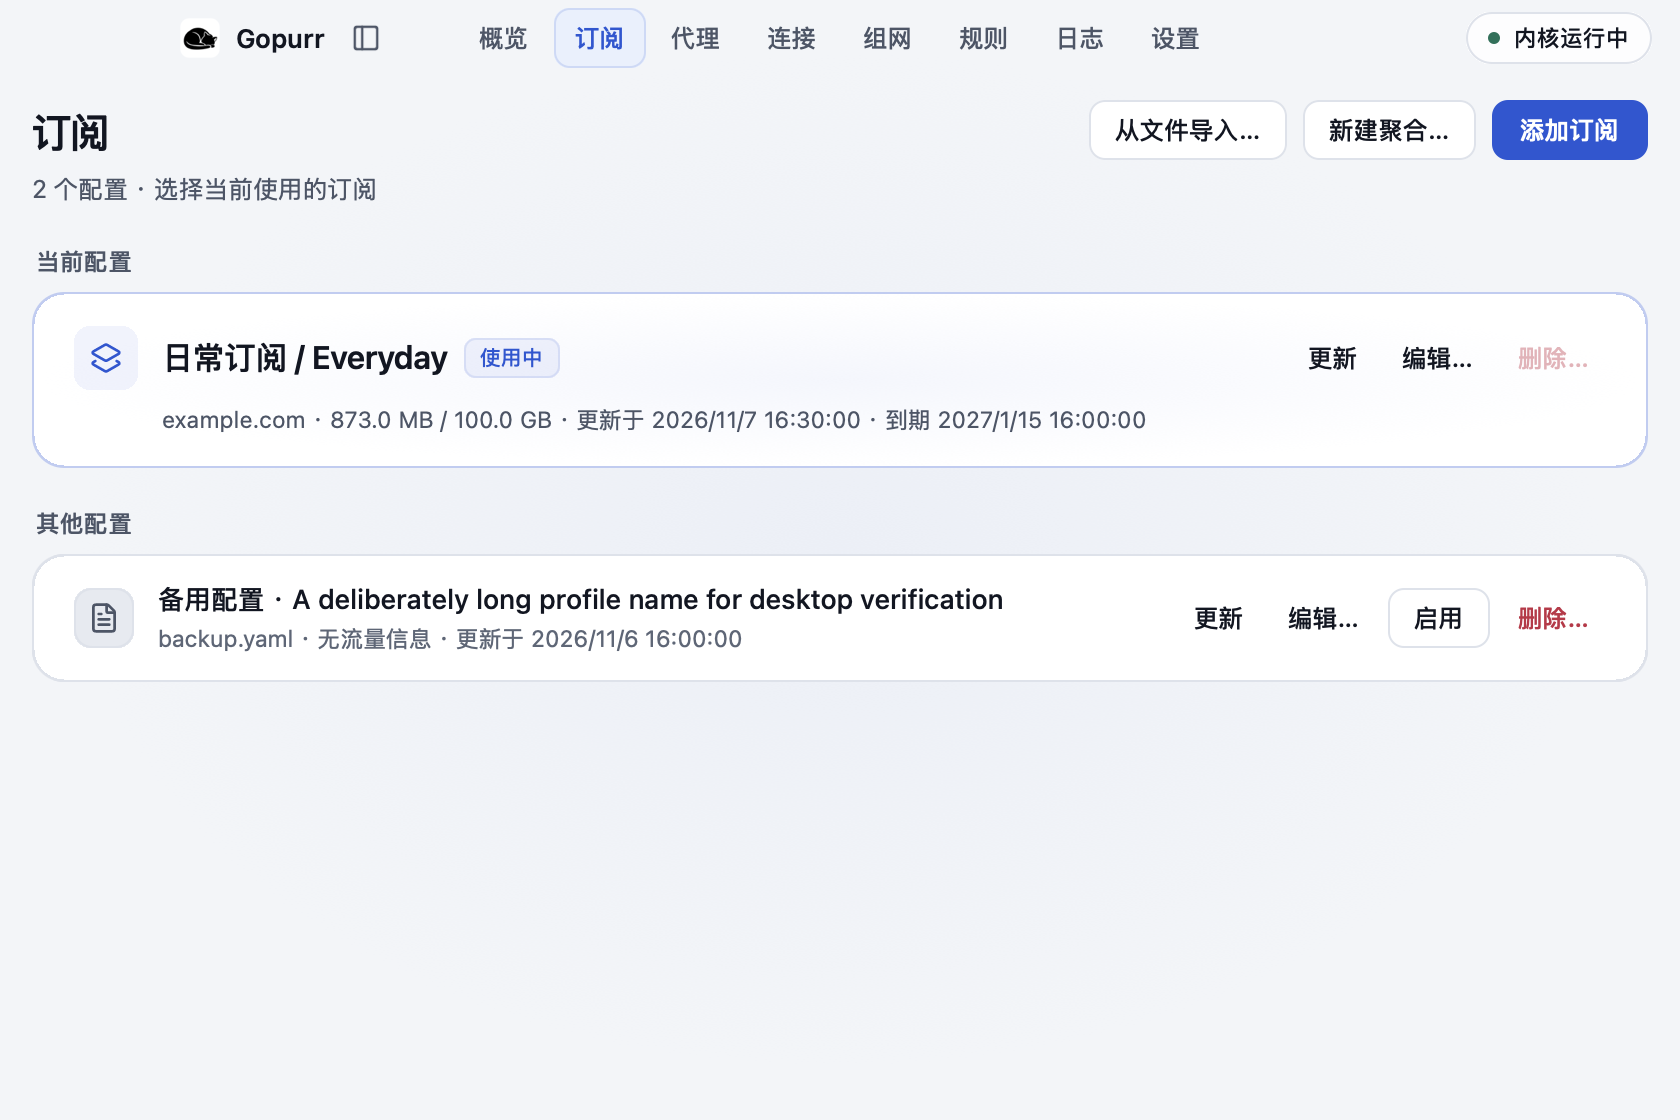 Gopurr 概览 订阅 代理 连接 组网 规则 日志 设置 内核运行中
订阅 从文件导入... 新建聚合... 添加订阅
2 个配置 · 选择当前使用的订阅
当前配置
日常订阅 / Everyday 使用中 更新 编辑... 删除...
example.com · 873.0 MB / 100.0 GB · 更新于 2026/11/7 16:30:00 · 到期 2027/1/15 16:00:00
其他配置
备用配置 · A deliberately long profile name for desktop verification
backup.yaml · 无流量信息 · 更新于 2026/11/6 16:00:00
更新 编辑... 启用 删除...